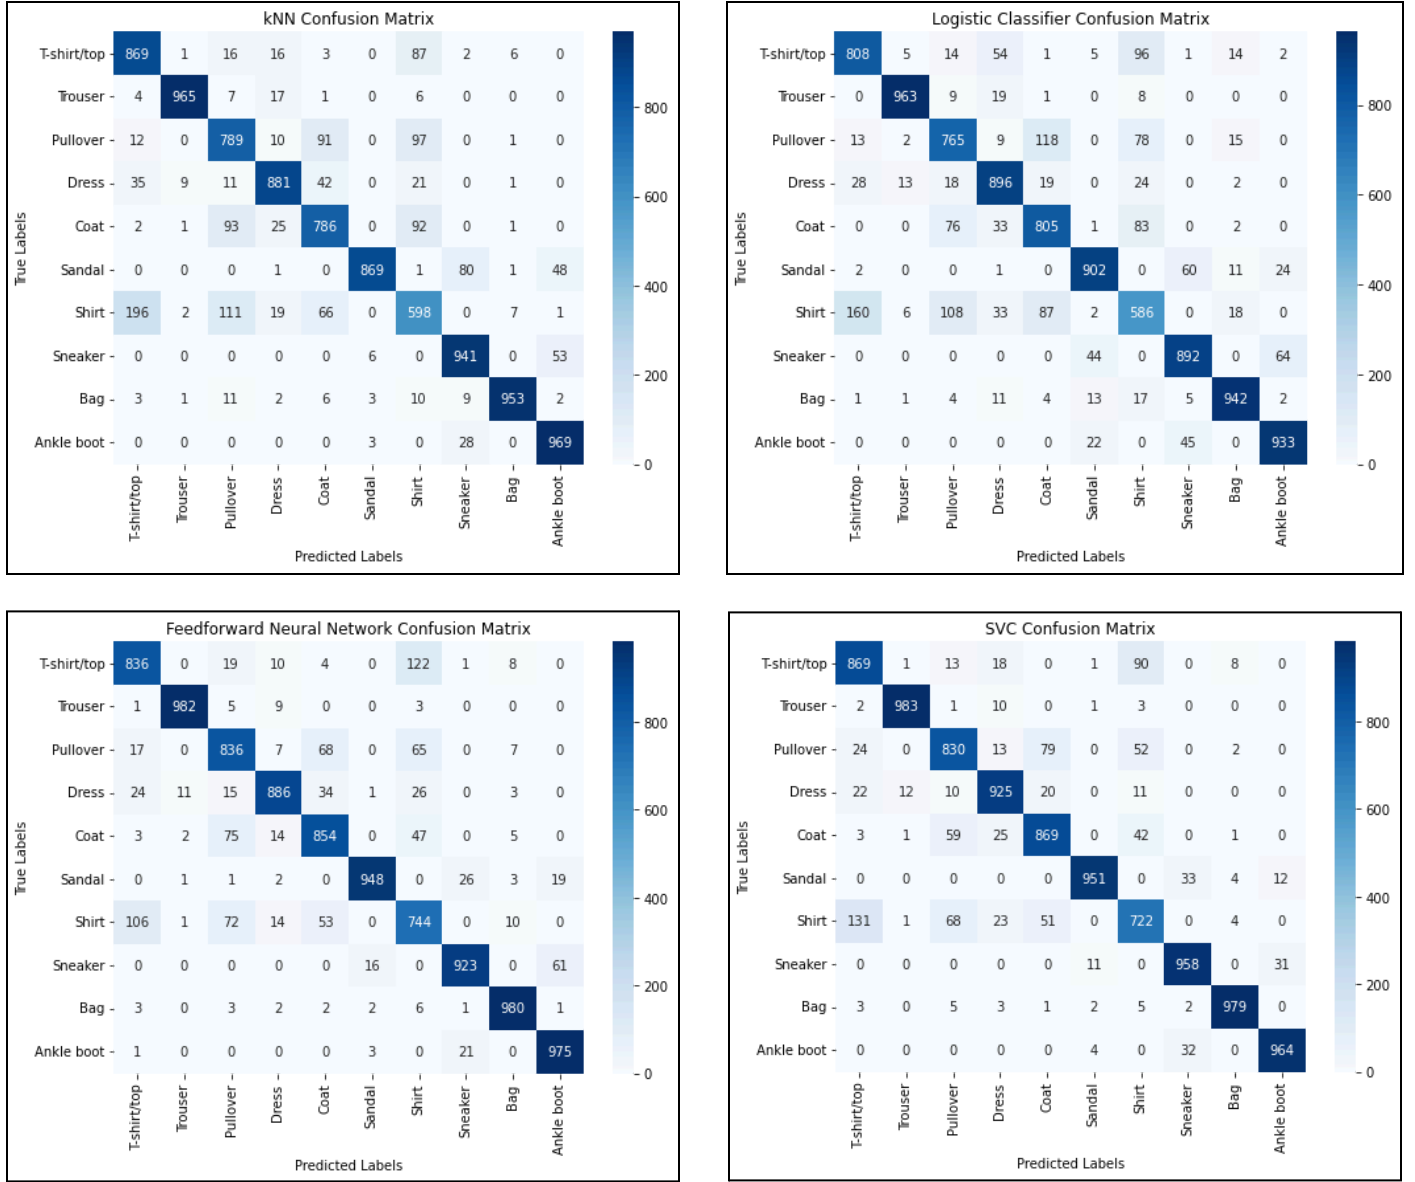 kNN Confusion Matrix
True Labels
T-shirt/top 869 1 16 16 3 0 87 2 6 0
Trouser 4 965 7 17 1 0 6 0 0 0
Pullover 12 0 789 10 91 0 97 0 1 0
Dress 35 9 11 881 42 0 21 0 1 0
Coat 2 1 93 25 786 0 92 0 1 0
Sandal 0 0 0 1 0 869 1 80 1 48
Shirt 196 2 111 19 66 0 598 0 7 1
Sneaker 0 0 0 0 0 6 0 941 0 53
Bag 3 1 11 2 6 3 10 9 953 2
Ankle boot 0 0 0 0 0 3 0 28 0 969
T-shirt/top Trouser Pullover Dress Coat Sandal Shirt Sneaker Bag Ankle boot
Predicted Labels
800
600
400
200
0
Logistic Classifier Confusion Matrix
True Labels
T-shirt/top 808 5 14 54 1 5 96 1 14 2
Trouser 0 963 9 19 1 0 8 0 0 0
Pullover 13 2 765 9 118 0 78 0 15 0
Dress 28 13 18 896 19 0 24 0 2 0
Coat 0 0 76 33 805 1 83 0 2 0
Sandal 2 0 0 1 0 902 0 60 11 24
Shirt 160 6 108 33 87 2 586 0 18 0
Sneaker 0 0 0 0 0 44 0 892 0 64
Bag 1 1 4 11 4 13 17 5 942 2
Ankle boot 0 0 0 0 0 22 0 45 0 933
T-shirt/top Trouser Pullover Dress Coat Sandal Shirt Sneaker Bag Ankle boot
Predicted Labels
800
600
400
200
0
Feedforward Neural Network Confusion Matrix
True Labels
T-shirt/top 836 0 19 10 4 0 122 1 8 0
Trouser 1 982 5 9 0 0 3 0 0 0
Pullover 17 0 836 7 68 0 65 0 7 0
Dress 24 11 15 886 34 1 26 0 3 0
Coat 3 2 75 14 854 0 47 0 5 0
Sandal 0 1 1 2 0 948 0 26 3 19
Shirt 106 1 72 14 53 0 744 0 10 0
Sneaker 0 0 0 0 0 16 0 923 0 61
Bag 3 0 3 2 2 2 6 1 980 1
Ankle boot 1 0 0 0 0 3 0 21 0 975
T-shirt/top Trouser Pullover Dress Coat Sandal Shirt Sneaker Bag Ankle boot
Predicted Labels
800
600
400
200
0
SVC Confusion Matrix
True Labels
T-shirt/top 869 1 13 18 0 1 90 0 8 0
Trouser 2 983 1 10 0 1 3 0 0 0
Pullover 24 0 830 13 79 0 52 0 2 0
Dress 22 12 10 925 20 0 11 0 0 0
Coat 3 1 59 25 869 0 42 0 1 0
Sandal 0 0 0 0 0 951 0 33 4 12
Shirt 131 1 68 23 51 0 722 0 4 0
Sneaker 0 0 0 0 0 11 0 958 0 31
Bag 3 0 5 3 1 2 5 2 979 0
Ankle boot 0 0 0 0 0 4 0 32 0 964
T-shirt/top Trouser Pullover Dress Coat Sandal Shirt Sneaker Bag Ankle boot
Predicted Labels
800
600
400
200
0